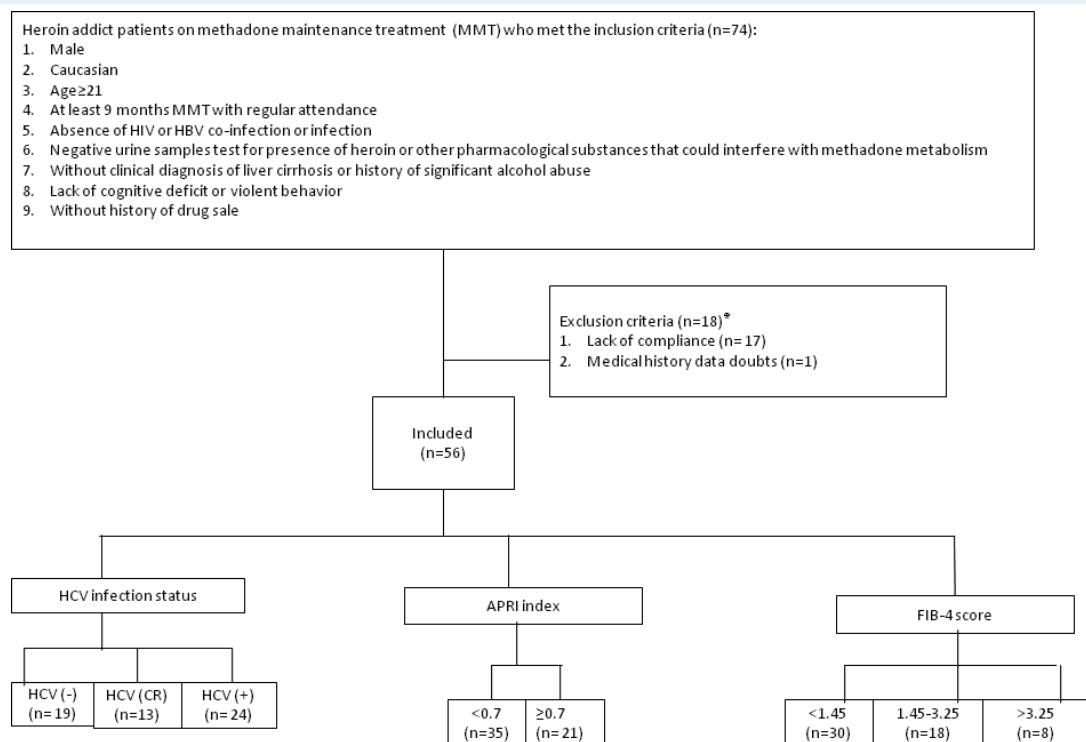 Heroin addict patients on methadone maintenance treatment (MMT) who met the inclusion criteria (n=74):
1. Male
2. Caucasian
3. Age≥21
4. At least 9 months MMT with regular attendance
5. Absence of HIV or HBV co-infection or infection
6. Negative urine samples test for presence of heroin or other pharmacological substances that could interfere with methadone metabolism
7. Without clinical diagnosis of liver cirrhosis or history of significant alcohol abuse
8. Lack of cognitive deficit or violent behavior
9. Without history of drug sale
Exclusion criteria (n=18)*
1. Lack of compliance (n=17)
2. Medical history data doubts (n=1)
Included
(n=56)
HCV infection status
HCV (-)
(n=19)
HCV (CR)
(n=13)
HCV (+)
(n=24)
APRI index
<0.7
(n=35)
≥0.7
(n=21)
FIB-4 score
<1.45
(n=30)
1.45-3.25
(n=18)
>3.25
(n=8)